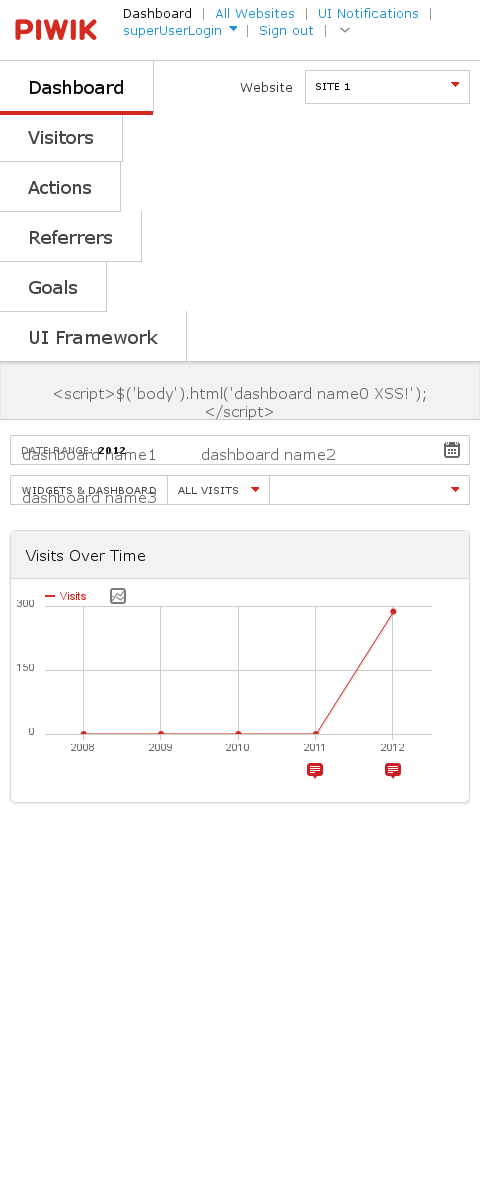 PIWIK
Dashboard | All Websites | UI Notifications |
superUserLogin | Sign out |
Dashboard
Website SITE 1
Visitors
Actions
Referrers
Goals
UI Framework
<script>$('body').html('dashboard name0 XSS!');
</script>
DATE RANGE: 2012
dashboard name1 dashboard name2
WIDGETS & DASHBOARD ALL VISITS
dashboard name3
Visits Over Time
Visits
300
150
0
2008 2009 2010 2011 2012